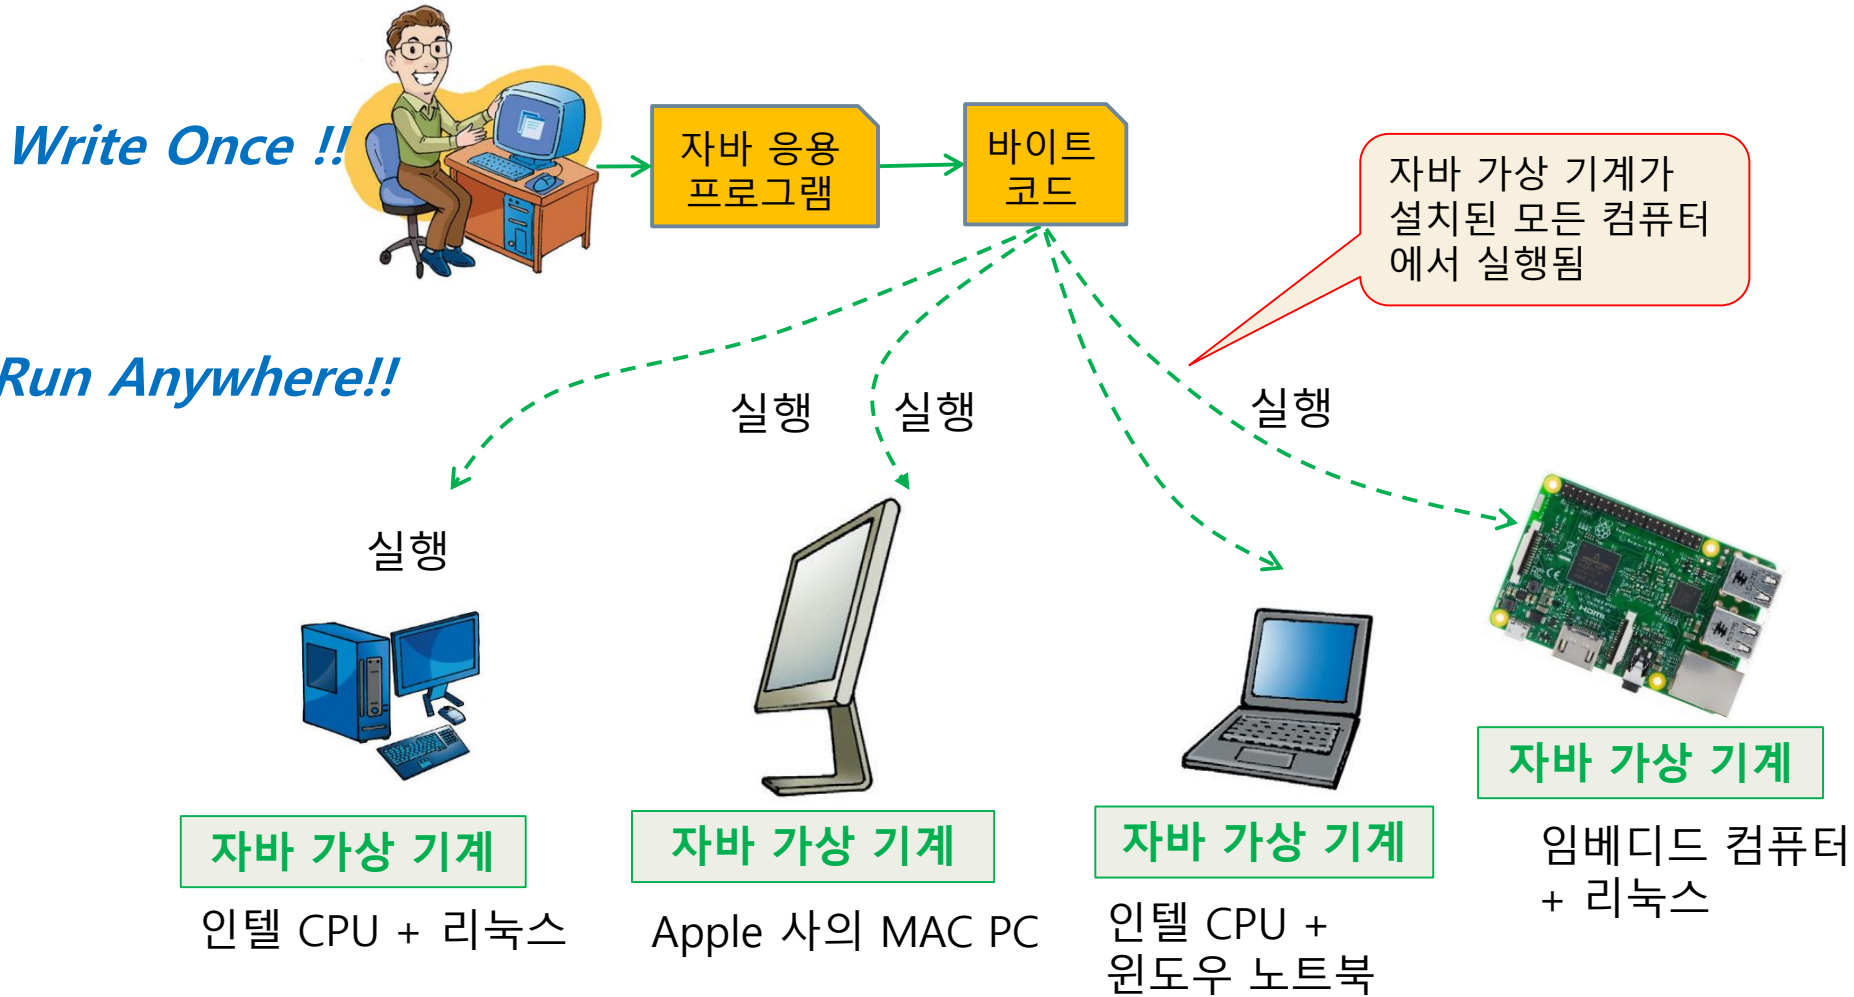 Write Once !!
자바 응용
프로그램
바이트
코드
자바 가상 기계가
설치된 모든 컴퓨터
에서 실행됨
Run Anywhere!!
실행
실행
실행
실행
자바 가상 기계
인텔 CPU + 리눅스
자바 가상 기계
Apple 사의 MAC PC
자바 가상 기계
인텔 CPU +
윈도우 노트북
자바 가상 기계
임베디드 컴퓨터
+ 리눅스